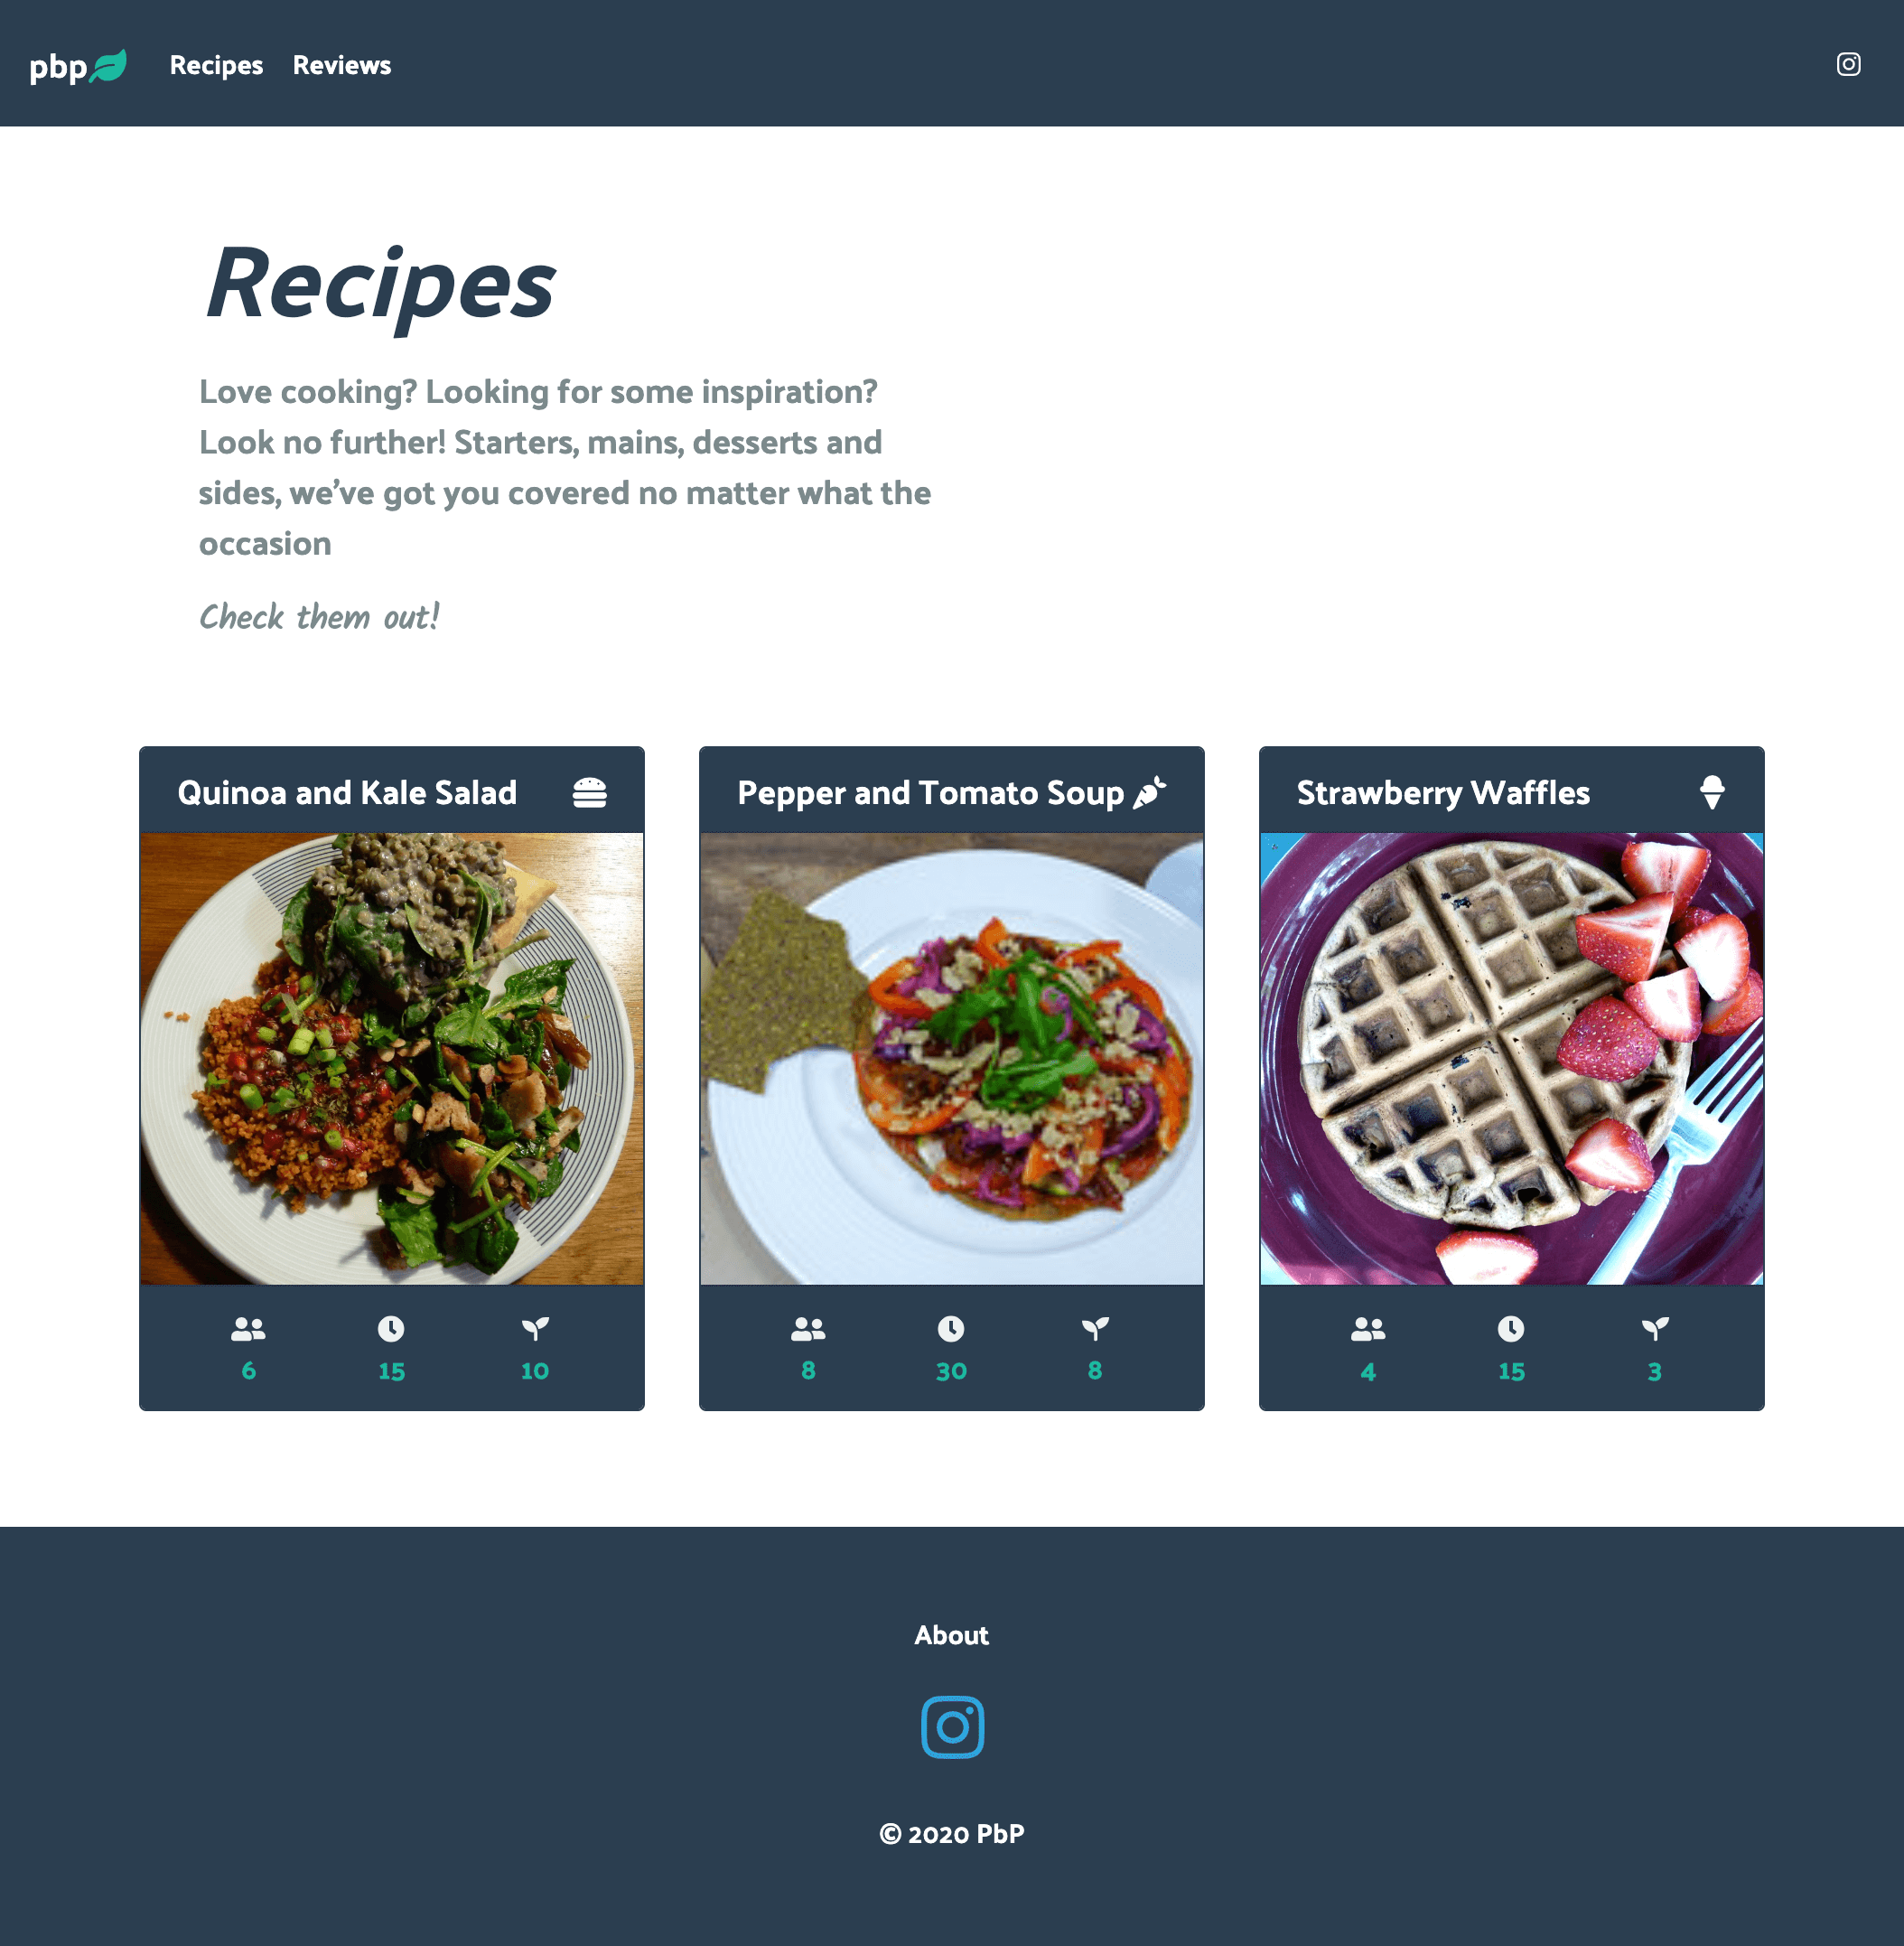 pbp
Recipes
Reviews
Recipes
Love cooking? Looking for some inspiration?
Look no further! Starters, mains, desserts and
sides, we've got you covered no matter what the
occasion
Check them out!
Quinoa and Kale Salad
6
15
10
Pepper and Tomato Soup
8
30
8
Strawberry Waffles
4
15
3
About
© 2020 PbP